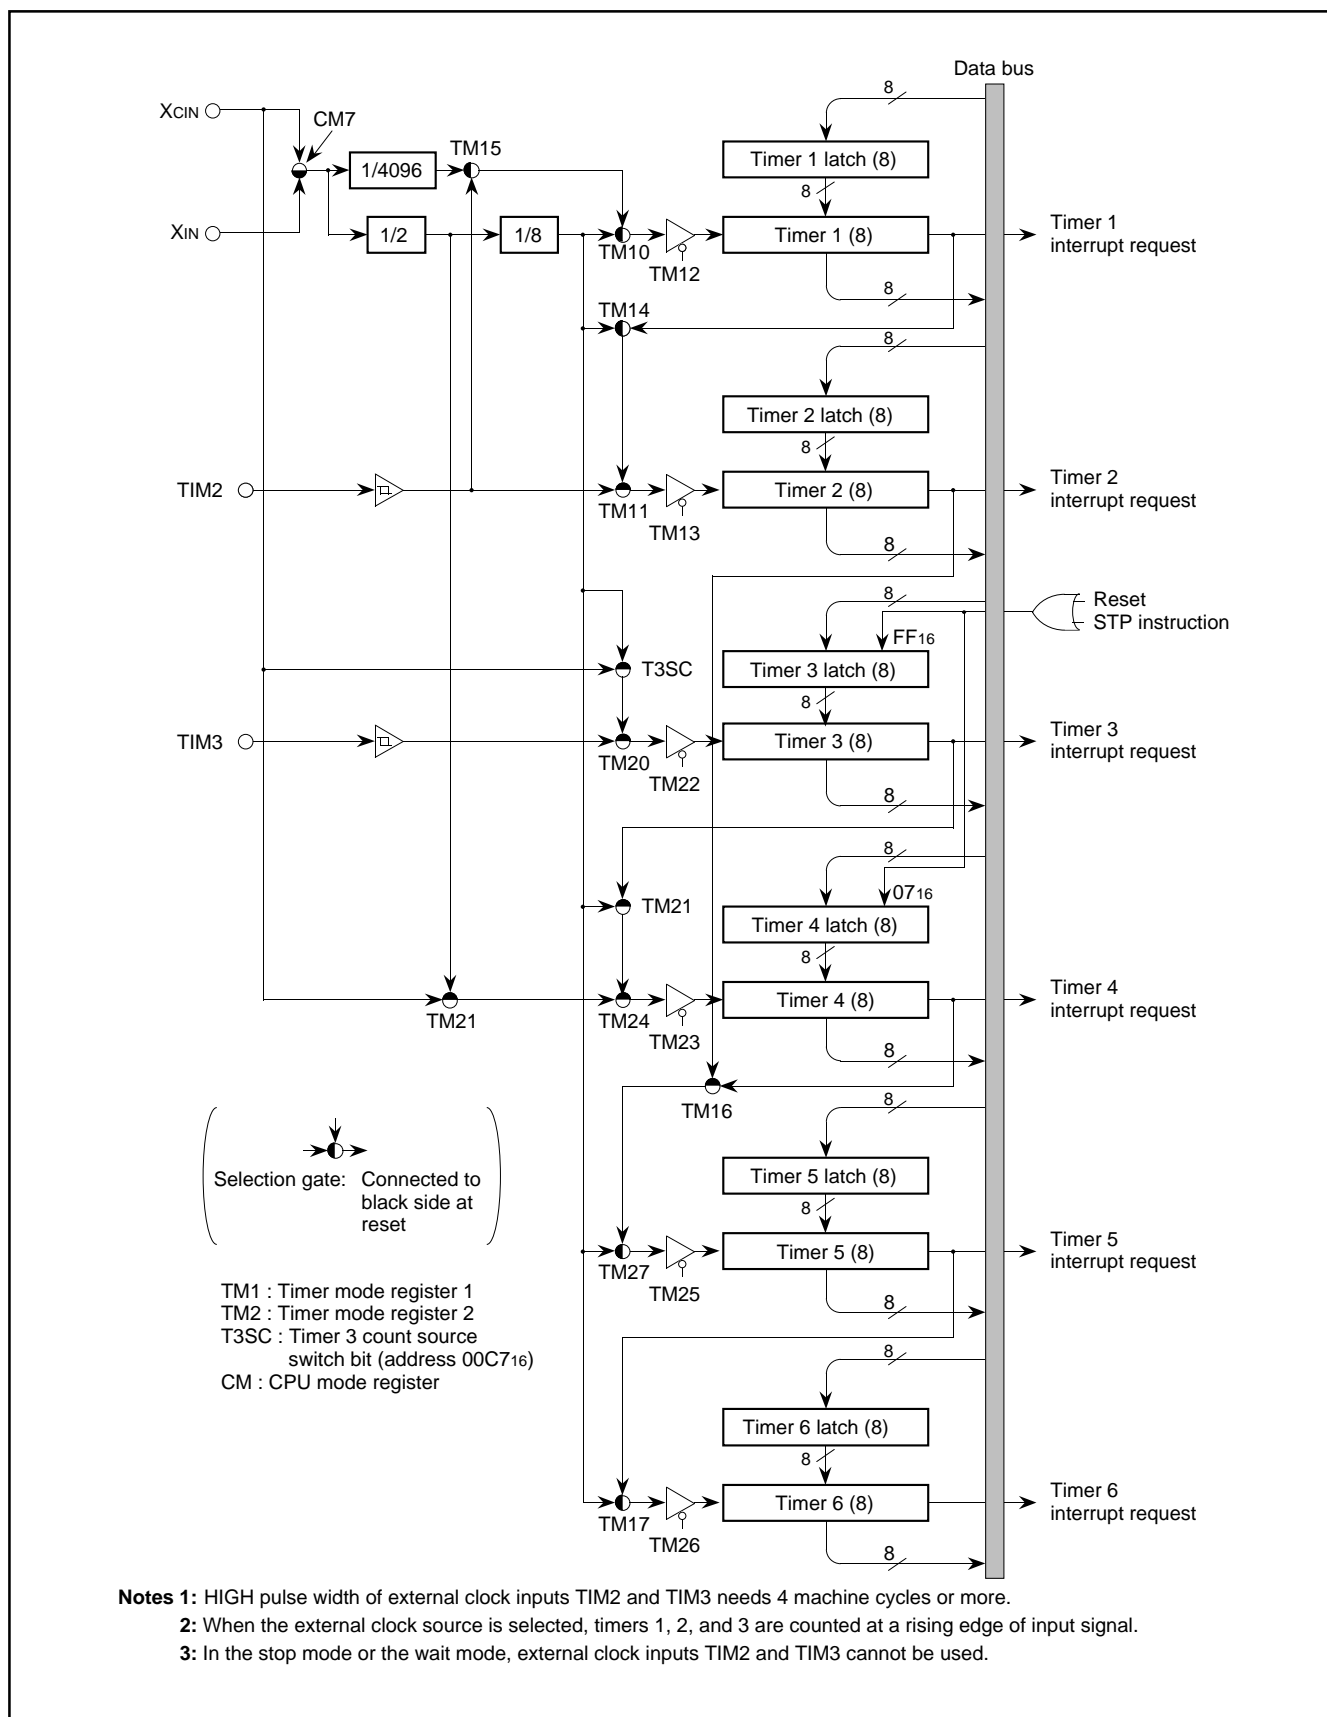 Data bus
XCIN
CM7
8
TM15
1/4096
Timer 1 latch (8)
8
XIN
1/2
1/8
TM10
TM12
Timer 1 (8)
Timer 1
interrupt request
8
TM14
8
Timer 2 latch (8)
8
TIM2
TM11
TM13
Timer 2 (8)
Timer 2
interrupt request
8
8
Reset
STP instruction
FF16
T3SC
Timer 3 latch (8)
8
TIM3
TM20
TM22
Timer 3 (8)
Timer 3
interrupt request
8
8
0716
TM21
Timer 4 latch (8)
8
TM21
TM24
TM23
Timer 4 (8)
Timer 4
interrupt request
8
TM16
8
Selection gate: Connected to
black side at
reset
Timer 5 latch (8)
8
TM27
TM25
Timer 5 (8)
Timer 5
interrupt request
8
TM1 : Timer mode register 1
TM2 : Timer mode register 2
T3SC : Timer 3 count source
switch bit (address 00C716)
CM : CPU mode register
8
Timer 6 latch (8)
8
TM17
TM26
Timer 6 (8)
Timer 6
interrupt request
8
Notes 1: HIGH pulse width of external clock inputs TIM2 and TIM3 needs 4 machine cycles or more.
2: When the external clock source is selected, timers 1, 2, and 3 are counted at a rising edge of input signal.
3: In the stop mode or the wait mode, external clock inputs TIM2 and TIM3 cannot be used.